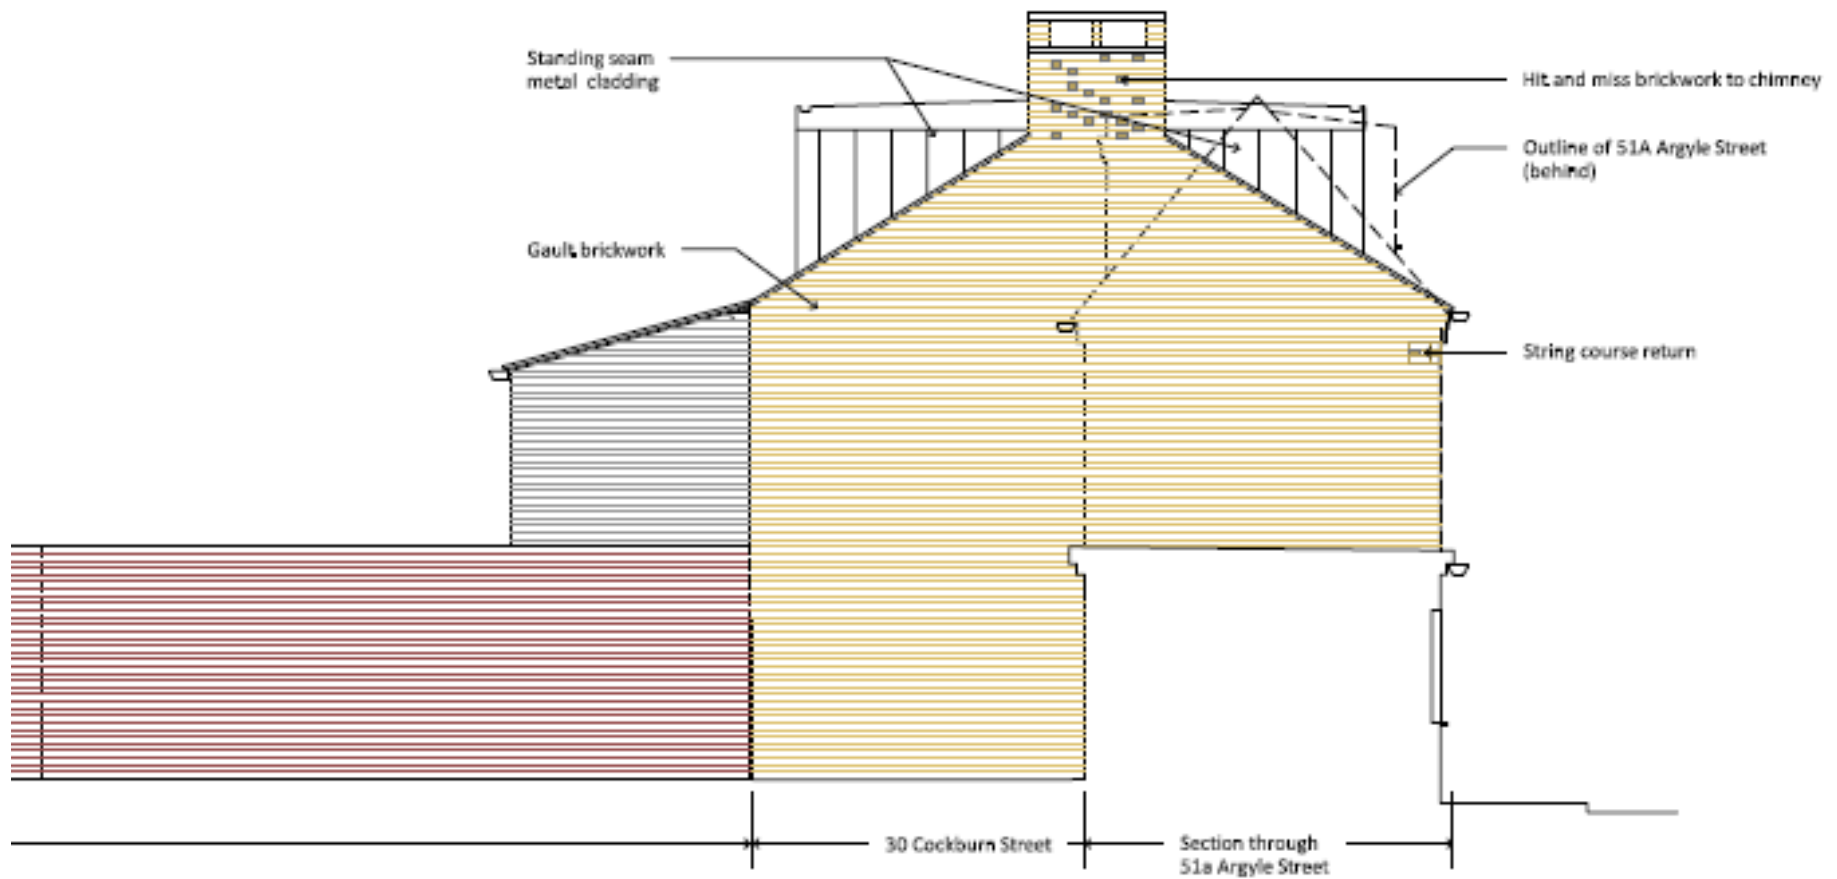 Standing seam
metal cladding
Hit and miss brickwork to chimney
Outline of 51A Argyle Street
(behind)
Gault brickwork
String course return
30 Cockburn Street
Section through
51a Argyle Street